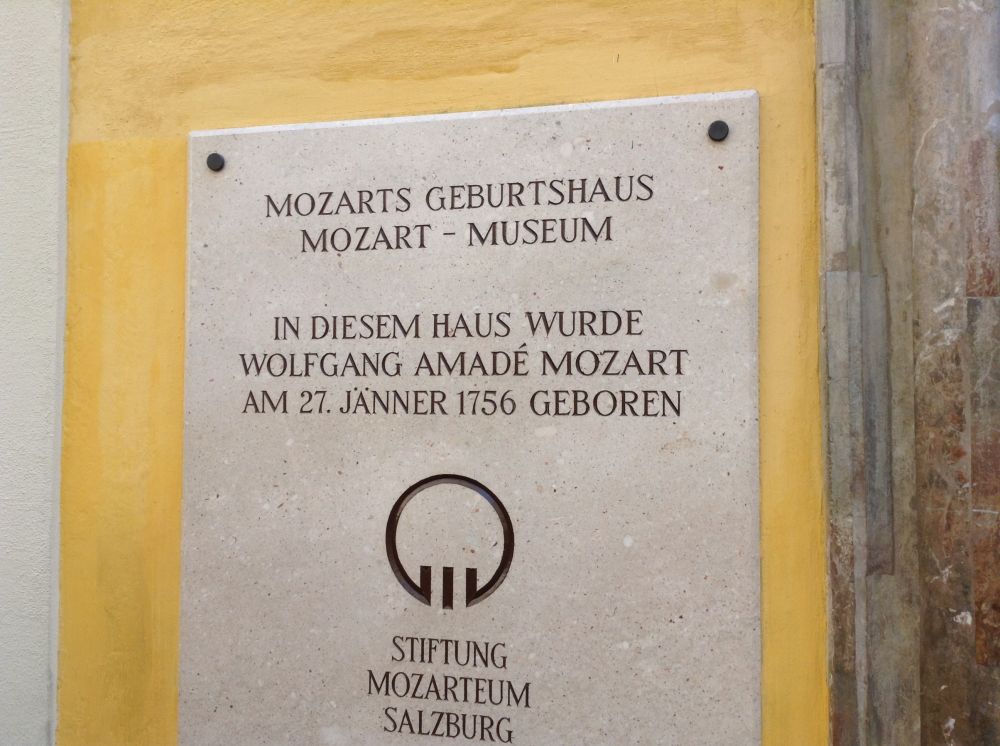 MOZARTS GEBURTSHAUS
MOZART - MUSEUM
IN DIESEM HAUS WURDE
WOLFGANG AMADÉ MOZART
AM 27. JÄNNER 1756 GEBOREN
STIFTUNG
MOZARTEUM
SALZBURG